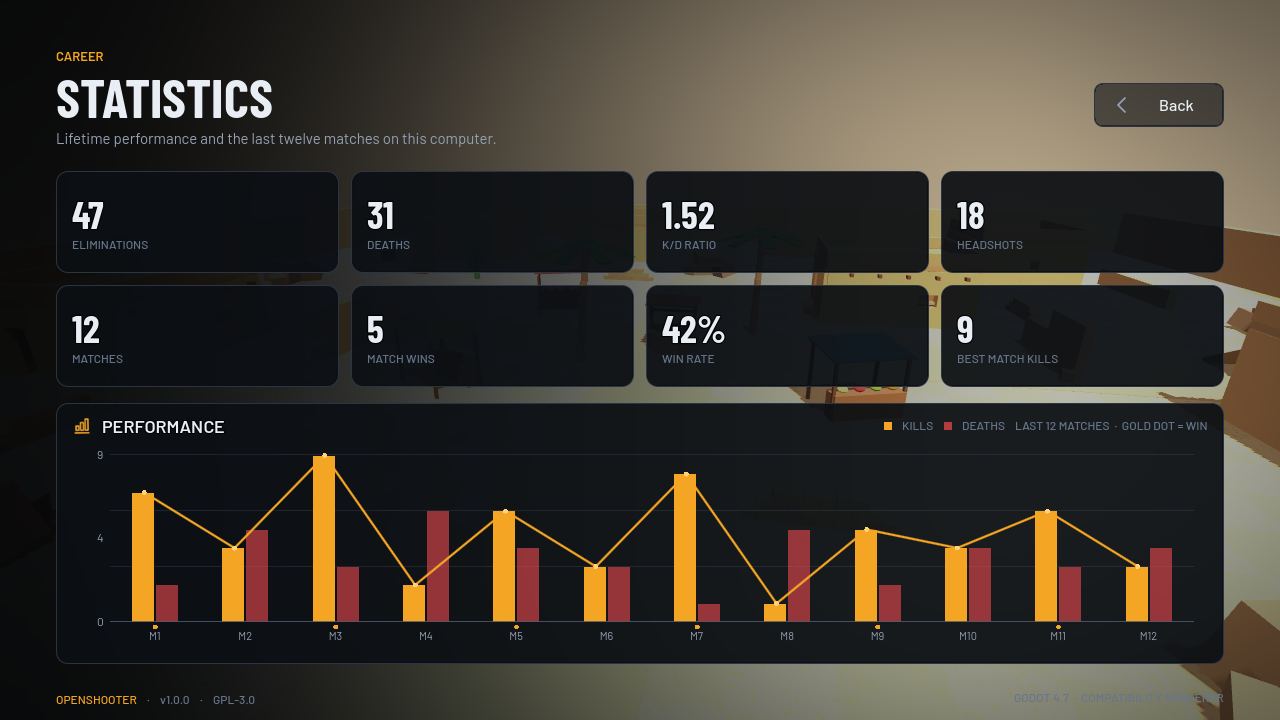 CAREER
STATISTICS
Back
Lifetime performance and the last twelve matches on this computer.
47
ELIMINATIONS
31
DEATHS
1.52
K/D RATIO
18
HEADSHOTS
12
MATCHES
5
MATCH WINS
42%
WIN RATE
9
BEST MATCH KILLS
PERFORMANCE
KILLS DEATHS LAST 12 MATCHES · GOLD DOT = WIN
9
4
0
M1 M2 M3 M4 M5 M6 M7 M8 M9 M10 M11 M12
OPENSHOOTER · v1.0.0 · GPL-3.0
GODOT 4.7 · COMPATIBILITY RENDERER